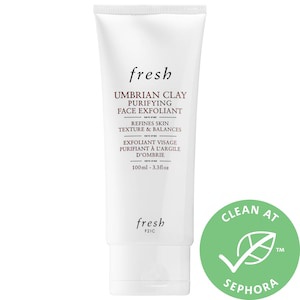 fresh
UMBRIAN CLAY
PURIFYING
FACE EXFOLIANT
REFINES SKIN
TEXTURE & BALANCES
EXFOLIANT VISAGE
PURIFIANT À L'ARGILE
D'OMBRIE
100ml - 3.3fl oz
fresh
CLEAN AT
TM
SEPHORA